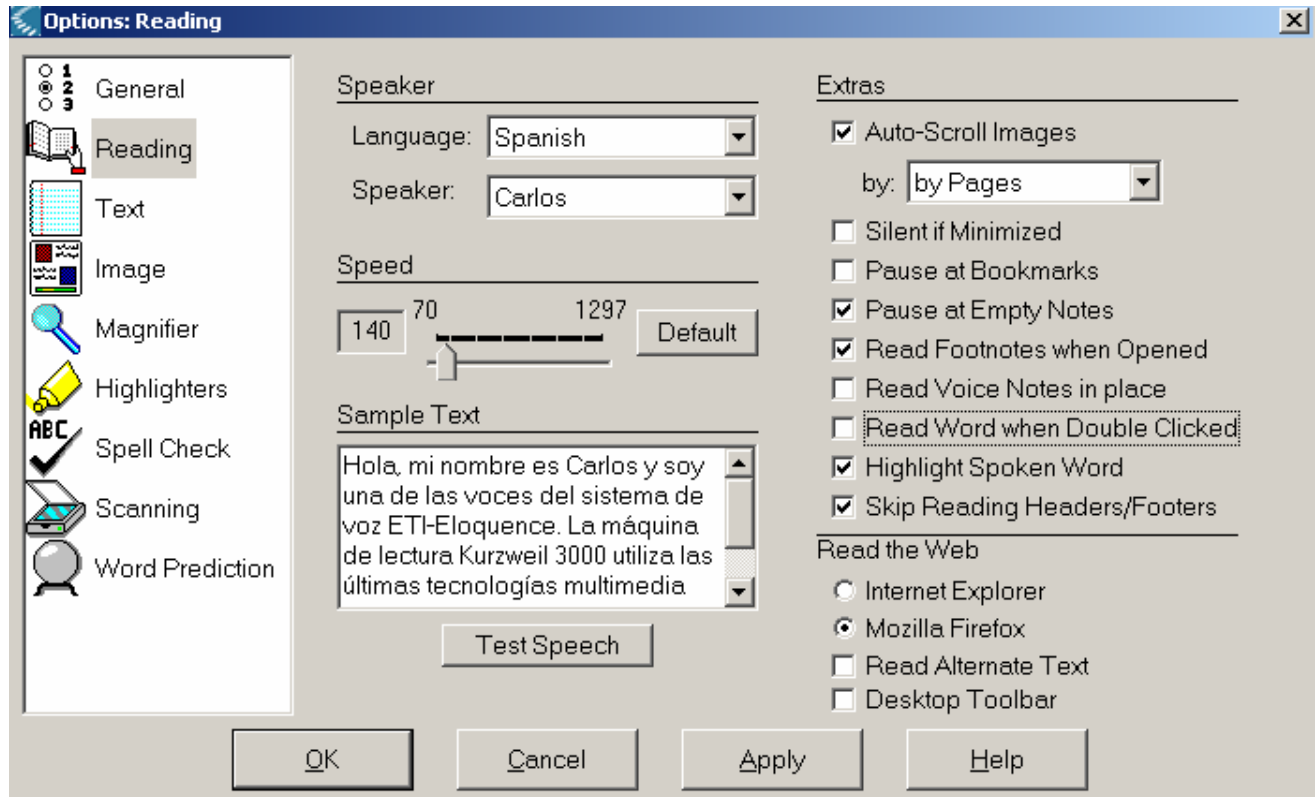 Options: Reading
1
2
3
General
Reading
Text
Image
Magnifier
Highlighters
ABC
Spell Check
Scanning
Word Prediction
Speaker
Language: Spanish
Speaker: Carlos
Speed
140
70 1297
Default
Sample Text
Hola, mi nombre es Carlos y soy
una de las voces del sistema de
voz ETI-Eloquence. La máquina
de lectura Kurzweil 3000 utiliza las
últimas tecnologías multimedia
Test Speech
Extras
Auto-Scroll Images
by: by Pages
Silent if Minimized
Pause at Bookmarks
Pause at Empty Notes
Read Footnotes when Opened
Read Voice Notes in place
Read Word when Double Clicked
Highlight Spoken Word
Skip Reading Headers/Footers
Read the Web
Internet Explorer
Mozilla Firefox
Read Alternate Text
Desktop Toolbar
OK Cancel Apply Help